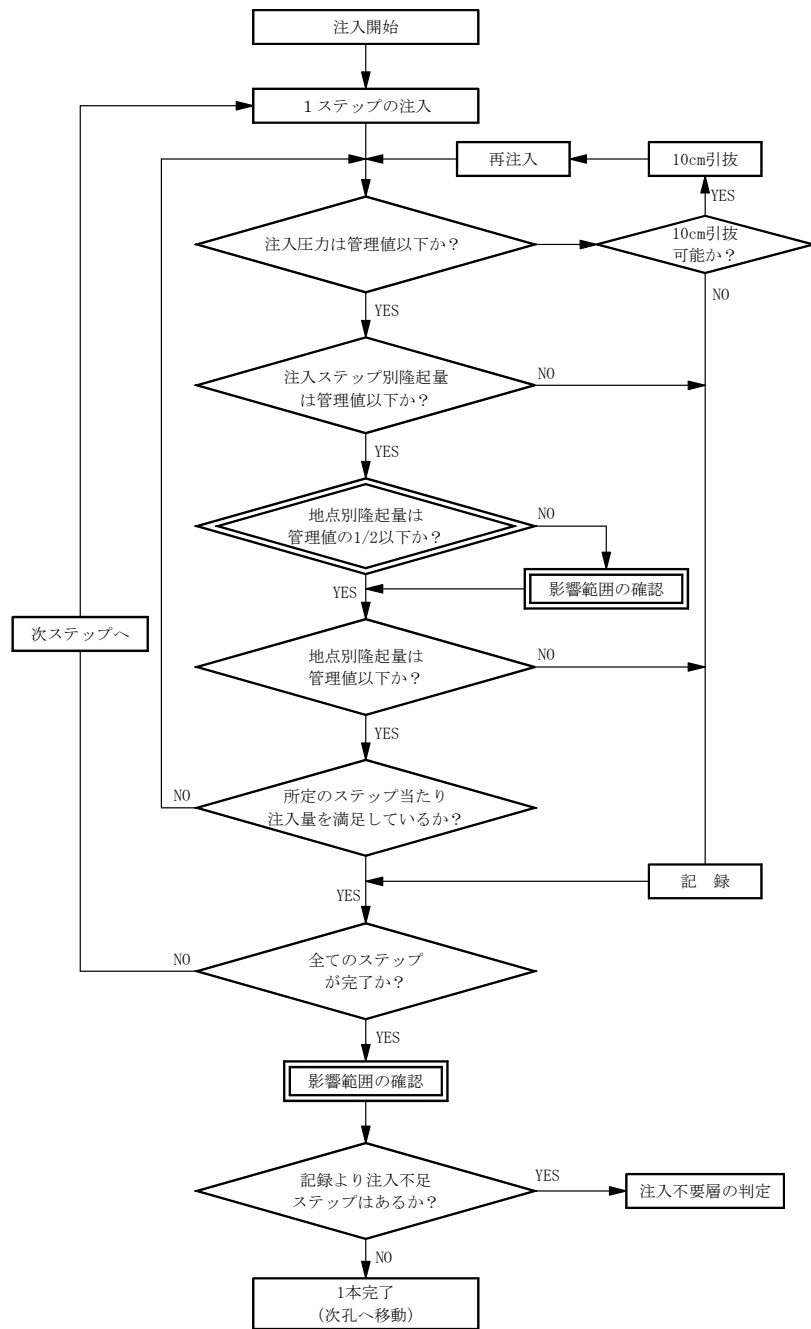 注入開始
１ステップの注入
再注入
10cm引抜
YES
注入圧力は管理値以下か？
10cm引抜
可能か？
YES
NO
注入ステップ別隆起量
は管理値以下か？
NO
YES
地点別隆起量は
管理値の1/2以下か？
NO
影響範囲の確認
YES
次ステップへ
地点別隆起量は
管理値以下か？
NO
YES
所定のステップ当たり
注入量を満足しているか？
NO
記　録
YES
全てのステップ
が完了か？
NO
YES
影響範囲の確認
記録より注入不足
ステップはあるか？
YES
注入不要層の判定
NO
1本完了
(次孔へ移動)